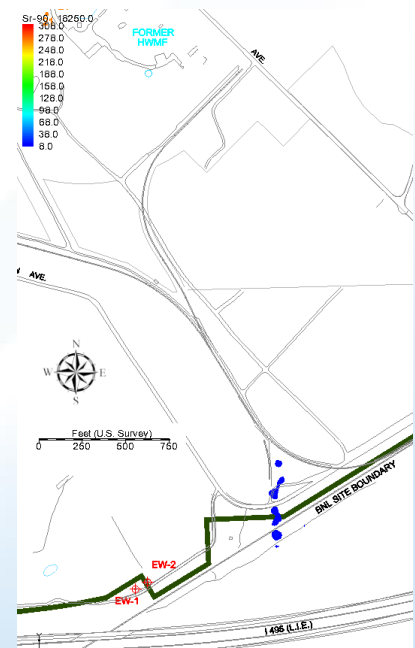 Sr-90 16250.0
308.0
278.0
248.0
218.0
188.0
158.0
128.0
98.0
68.0
38.0
8.0
FORMER
HWMF
AVE.
AVE.
N
W E
S
Feet (U.S. Survey)
0 250 500 750
BNL SITE BOUNDARY
EW-2
EW-1
I 495 (L.I.E.)